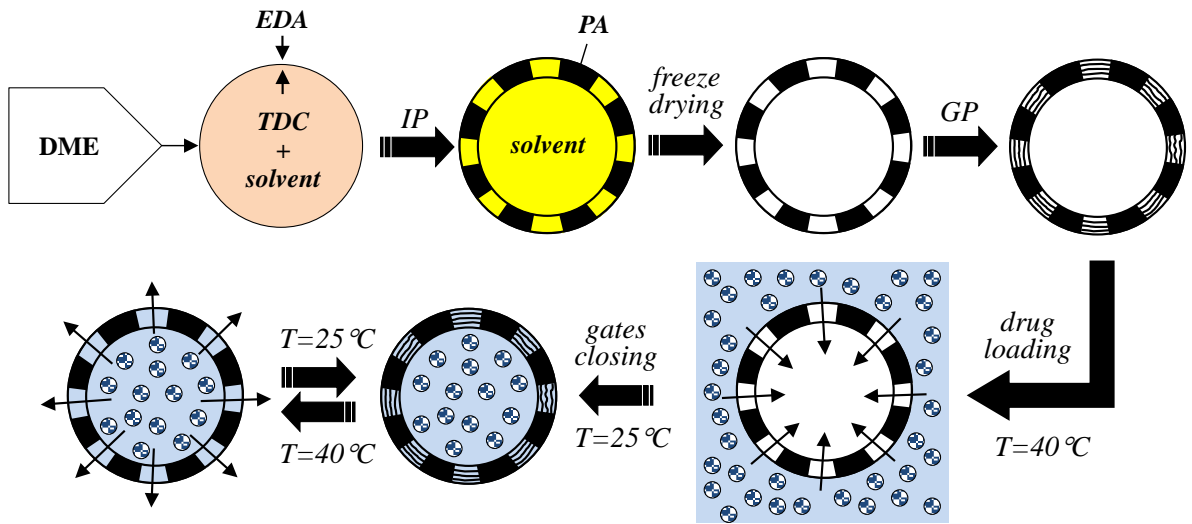 EDA
PA
DME
TDC
+
solvent
IP
solvent
freeze
drying
GP
T=25℃
T=40℃
gates
closing
T=25℃
drug
loading
T=40℃